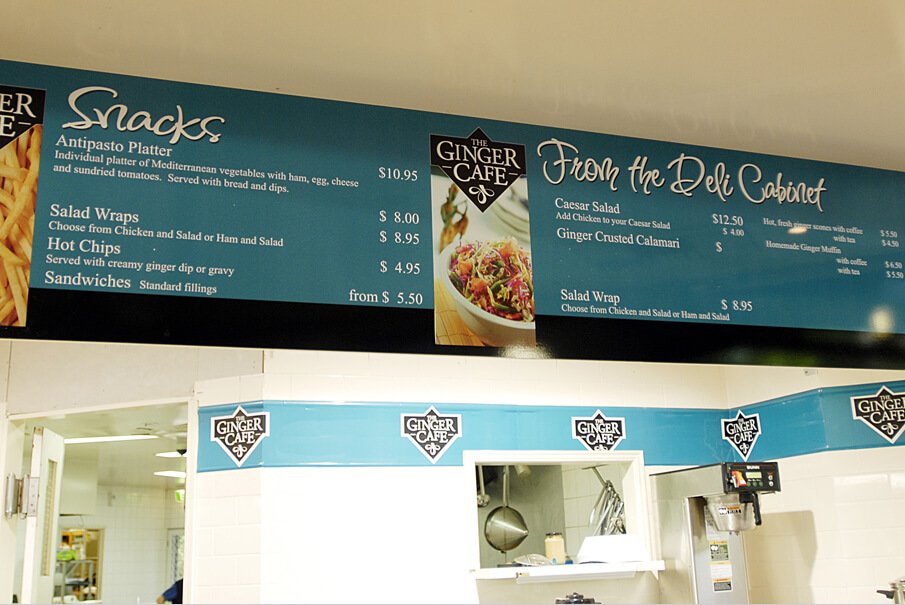 ER
E
Snacks
Antipasto Platter
Individual platter of Mediterranean vegetables with ham, egg, cheese $10.95
and sundried tomatoes. Served with bread and dips.
Salad Wraps $ 8.00
Choose from Chicken and Salad or Ham and Salad $ 8.95
Hot Chips
Served with creamy ginger dip or gravy $ 4.95
Sandwiches Standard fillings from $ 5.50
THE
GINGER
CAFE
From the Deli Cabinet
Caesar Salad $12.50
Add Chicken to your Caesar Salad $ 4.00
Ginger Crusted Calamari $
Salad Wrap $ 8.95
Choose from Chicken and Salad or Ham and Salad
Hot, fresh ginger scones with coffee $ 5.50
with tea $ 4.50
Homemade Ginger Muffin
with coffee $ 6.50
with tea $ 5.50
THE
GINGER
CAFE
THE
GINGER
CAFE
THE
GINGER
CAFE
THE
GINGER
CAFE
THE
GINGER
CAFE
BUNN